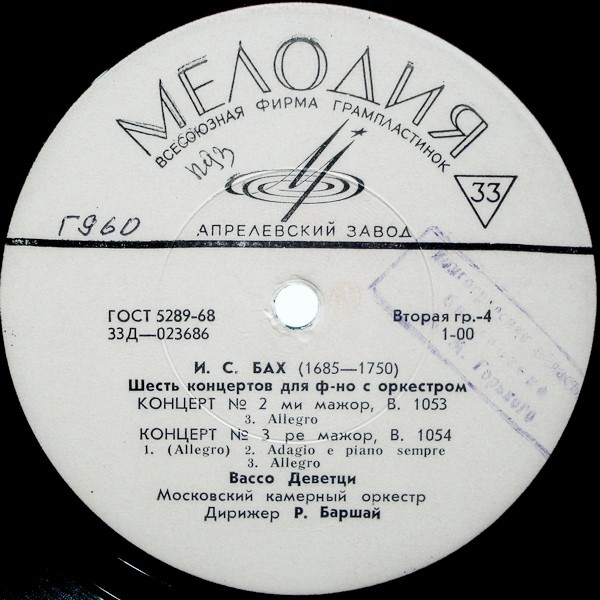 МЕЛОДИЯ
ВСЕСОЮЗНАЯ ФИРМА ГРАМПЛАСТИНОК
33
АПРЕЛЕВСКИЙ ЗАВОД
Г960
ГОСТ 5289-68
33Д—023686
Вторая гр.-4
1-00
И. С. БАХ (1685—1750)
Шесть концертов для ф-но с оркестром
КОНЦЕРТ № 2 ми мажор, В. 1053
3. Allegro
КОНЦЕРТ № 3 ре мажор, В. 1054
1. (Allegro) 2. Adagio e piano sempre
3. Allegro
Вассо Деветци
Московский камерный оркестр
Дирижер Р. Баршай